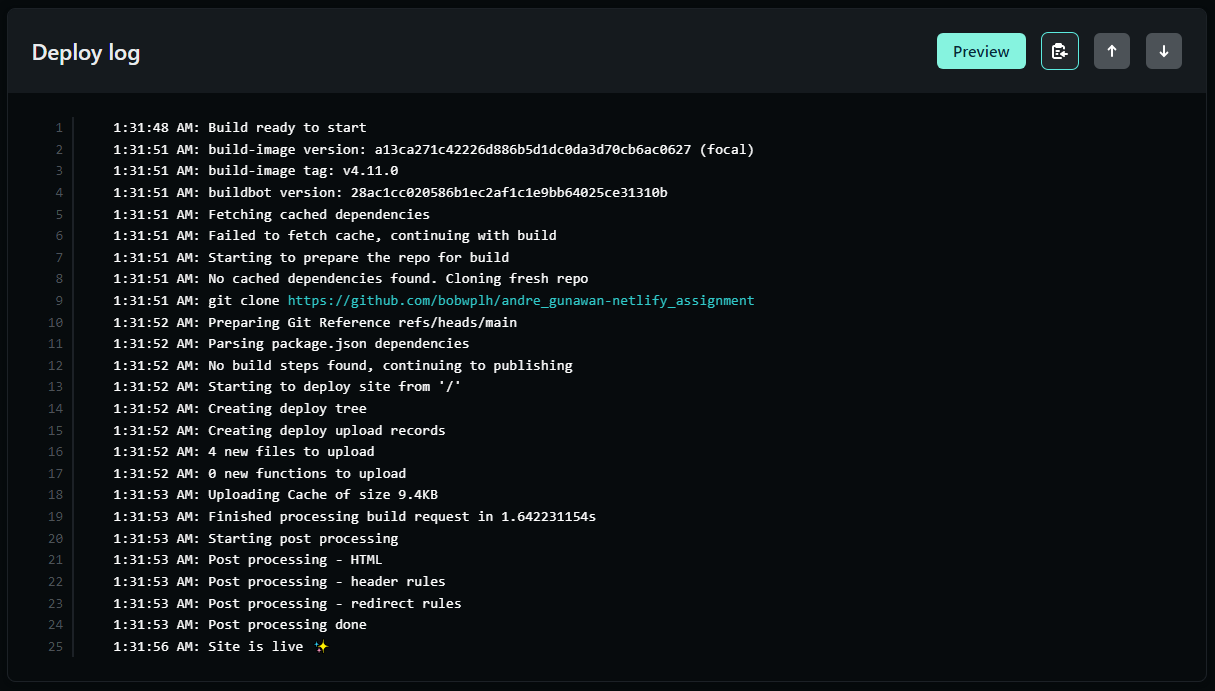 Deploy log
Preview
1 1:31:48 AM: Build ready to start
2 1:31:51 AM: build-image version: a13ca271c42226d886b5d1dc0da3d70cb6ac0627 (focal)
3 1:31:51 AM: build-image tag: v4.11.0
4 1:31:51 AM: buildbot version: 28ac1cc020586b1ec2af1c1e9bb64025ce31310b
5 1:31:51 AM: Fetching cached dependencies
6 1:31:51 AM: Failed to fetch cache, continuing with build
7 1:31:51 AM: Starting to prepare the repo for build
8 1:31:51 AM: No cached dependencies found. Cloning fresh repo
9 1:31:51 AM: git clone https://github.com/bobwplh/andre_gunawan-netlify_assignment
10 1:31:52 AM: Preparing Git Reference refs/heads/main
11 1:31:52 AM: Parsing package.json dependencies
12 1:31:52 AM: No build steps found, continuing to publishing
13 1:31:52 AM: Starting to deploy site from '/'
14 1:31:52 AM: Creating deploy tree
15 1:31:52 AM: Creating deploy upload records
16 1:31:52 AM: 4 new files to upload
17 1:31:52 AM: 0 new functions to upload
18 1:31:53 AM: Uploading Cache of size 9.4KB
19 1:31:53 AM: Finished processing build request in 1.642231154s
20 1:31:53 AM: Starting post processing
21 1:31:53 AM: Post processing - HTML
22 1:31:53 AM: Post processing - header rules
23 1:31:53 AM: Post processing - redirect rules
24 1:31:53 AM: Post processing done
25 1:31:56 AM: Site is live ✨